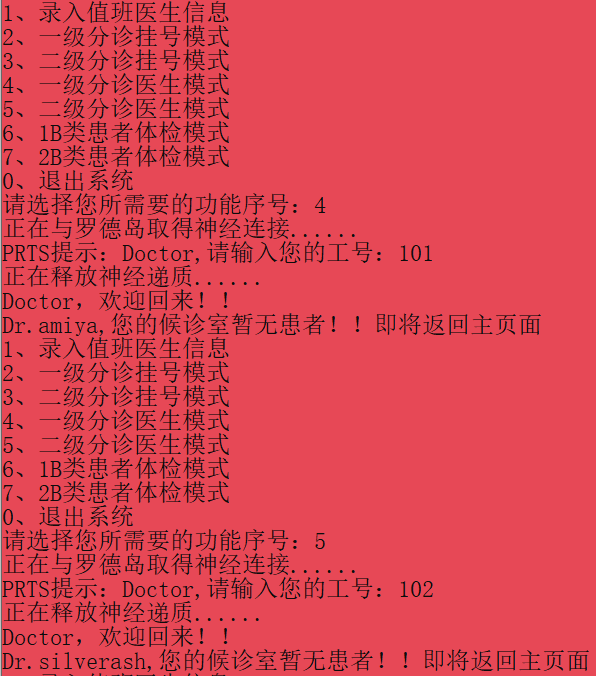 1、录入值班医生信息
2、一级分诊挂号模式
3、二级分诊挂号模式
4、一级分诊医生模式
5、二级分诊医生模式
6、1B类患者体检模式
7、2B类患者体检模式
0、退出系统
请选择您所需要的功能序号：4
正在与罗德岛取得神经连接......
PRTS提示：Doctor,请输入您的工号：101
正在释放神经递质......
Doctor，欢迎回来！！
Dr.amiya,您的候诊室暂无患者！！即将返回主页面
1、录入值班医生信息
2、一级分诊挂号模式
3、二级分诊挂号模式
4、一级分诊医生模式
5、二级分诊医生模式
6、1B类患者体检模式
7、2B类患者体检模式
0、退出系统
请选择您所需要的功能序号：5
正在与罗德岛取得神经连接......
PRTS提示：Doctor,请输入您的工号：102
正在释放神经递质......
Doctor，欢迎回来！！
Dr.silverash,您的候诊室暂无患者！！即将返回主页面